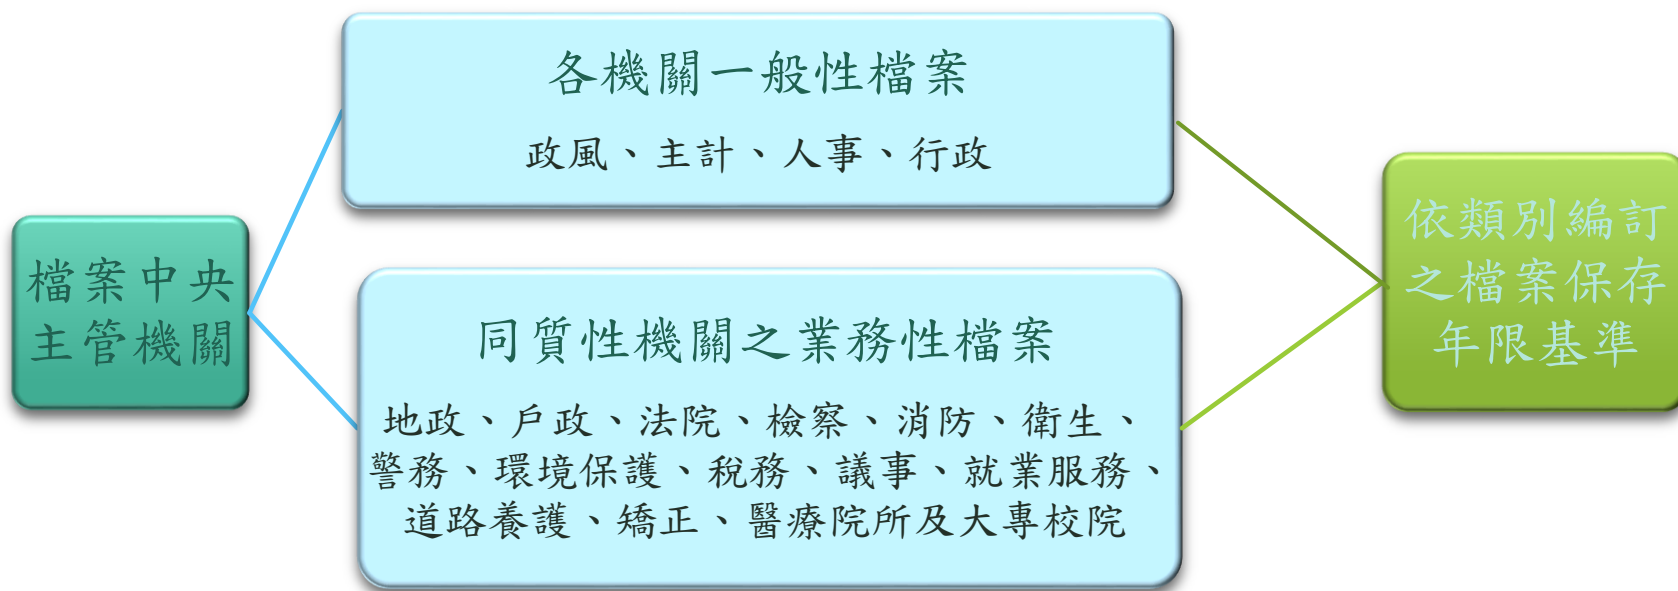 檔案中央
主管機關
各機關一般性檔案
政風、主計、人事、行政
同質性機關之業務性檔案
地政、戶政、法院、檢察、消防、衛生、
警務、環境保護、稅務、議事、就業服務、
道路養護、矯正、醫療院所及大專校院
依類別編訂
之檔案保存
年限基準